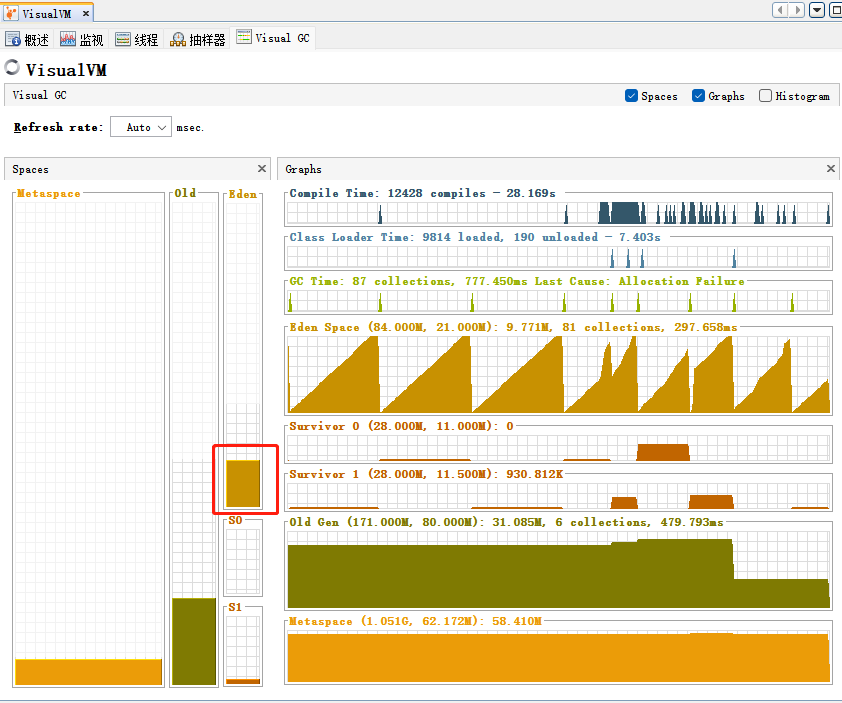 VisualVM
概述 监视 线程 抽样器 Visual GC
VisualVM
Visual GC Spaces Graphs Histogram
Refresh rate: Auto msec.
Spaces
Metaspace Old Eden
S0
S1
Graphs
Compile Time: 12428 compiles - 28.169s
Class Loader Time: 9814 loaded, 190 unloaded - 7.403s
GC Time: 87 collections, 777.450ms Last Cause: Allocation Failure
Eden Space (84.000M, 21.000M): 9.771M, 81 collections, 297.658ms
Survivor 0 (28.000M, 11.000M): 0
Survivor 1 (28.000M, 11.500M): 930.812K
Old Gen (171.000M, 80.000M): 31.085M, 6 collections, 479.793ms
Metaspace (1.051G, 62.172M): 58.410M